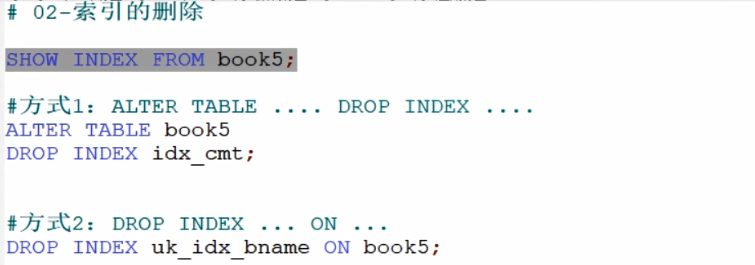 # 02-索引的删除
SHOW INDEX FROM book5;
#方式1：ALTER TABLE .... DROP INDEX ....
ALTER TABLE book5
DROP INDEX idx_cmt;
#方式2：DROP INDEX ... ON ...
DROP INDEX uk_idx_bname ON book5;